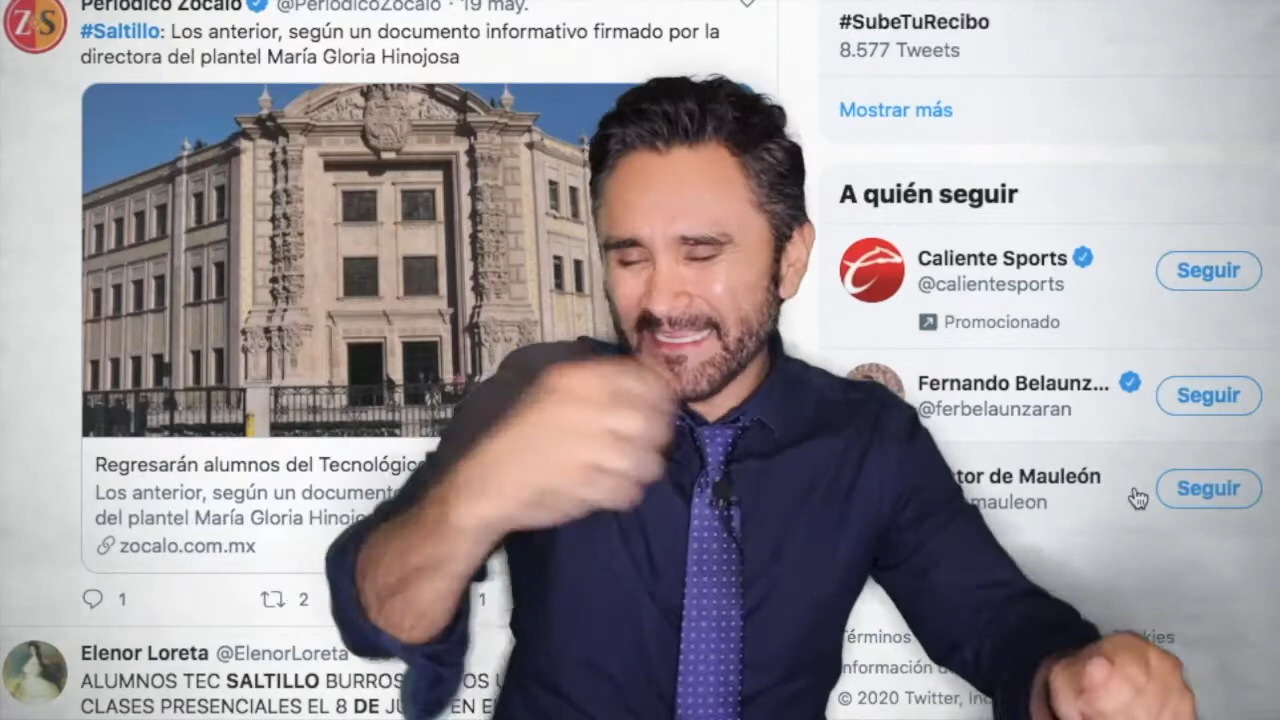 Periódico Zócalo @PeriodicoZocalo · 19 may.
Z S
#Saltillo: Los anterior, según un documento informativo firmado por la
directora del plantel María Gloria Hinojosa
Regresarán alumnos del Tecnológico
Los anterior, según un documento
del plantel María Gloria Hinojo
zocalo.com.mx
1
2
1
Elenor Loreta @ElenorLoreta
ALUMNOS TEC SALTILLO BURROS
CLASES PRESENCIALES EL 8 DE EN
#SubeTuRecibo
8.577 Tweets
Mostrar más
A quién seguir
Caliente Sports
@calientesports
Seguir
Promocionado
Fernando Belaunz...
@ferbelaunzaran
Seguir
tor de Mauleón
mauleon
Seguir
Términos
Información
© 2020 Twitter, Inc